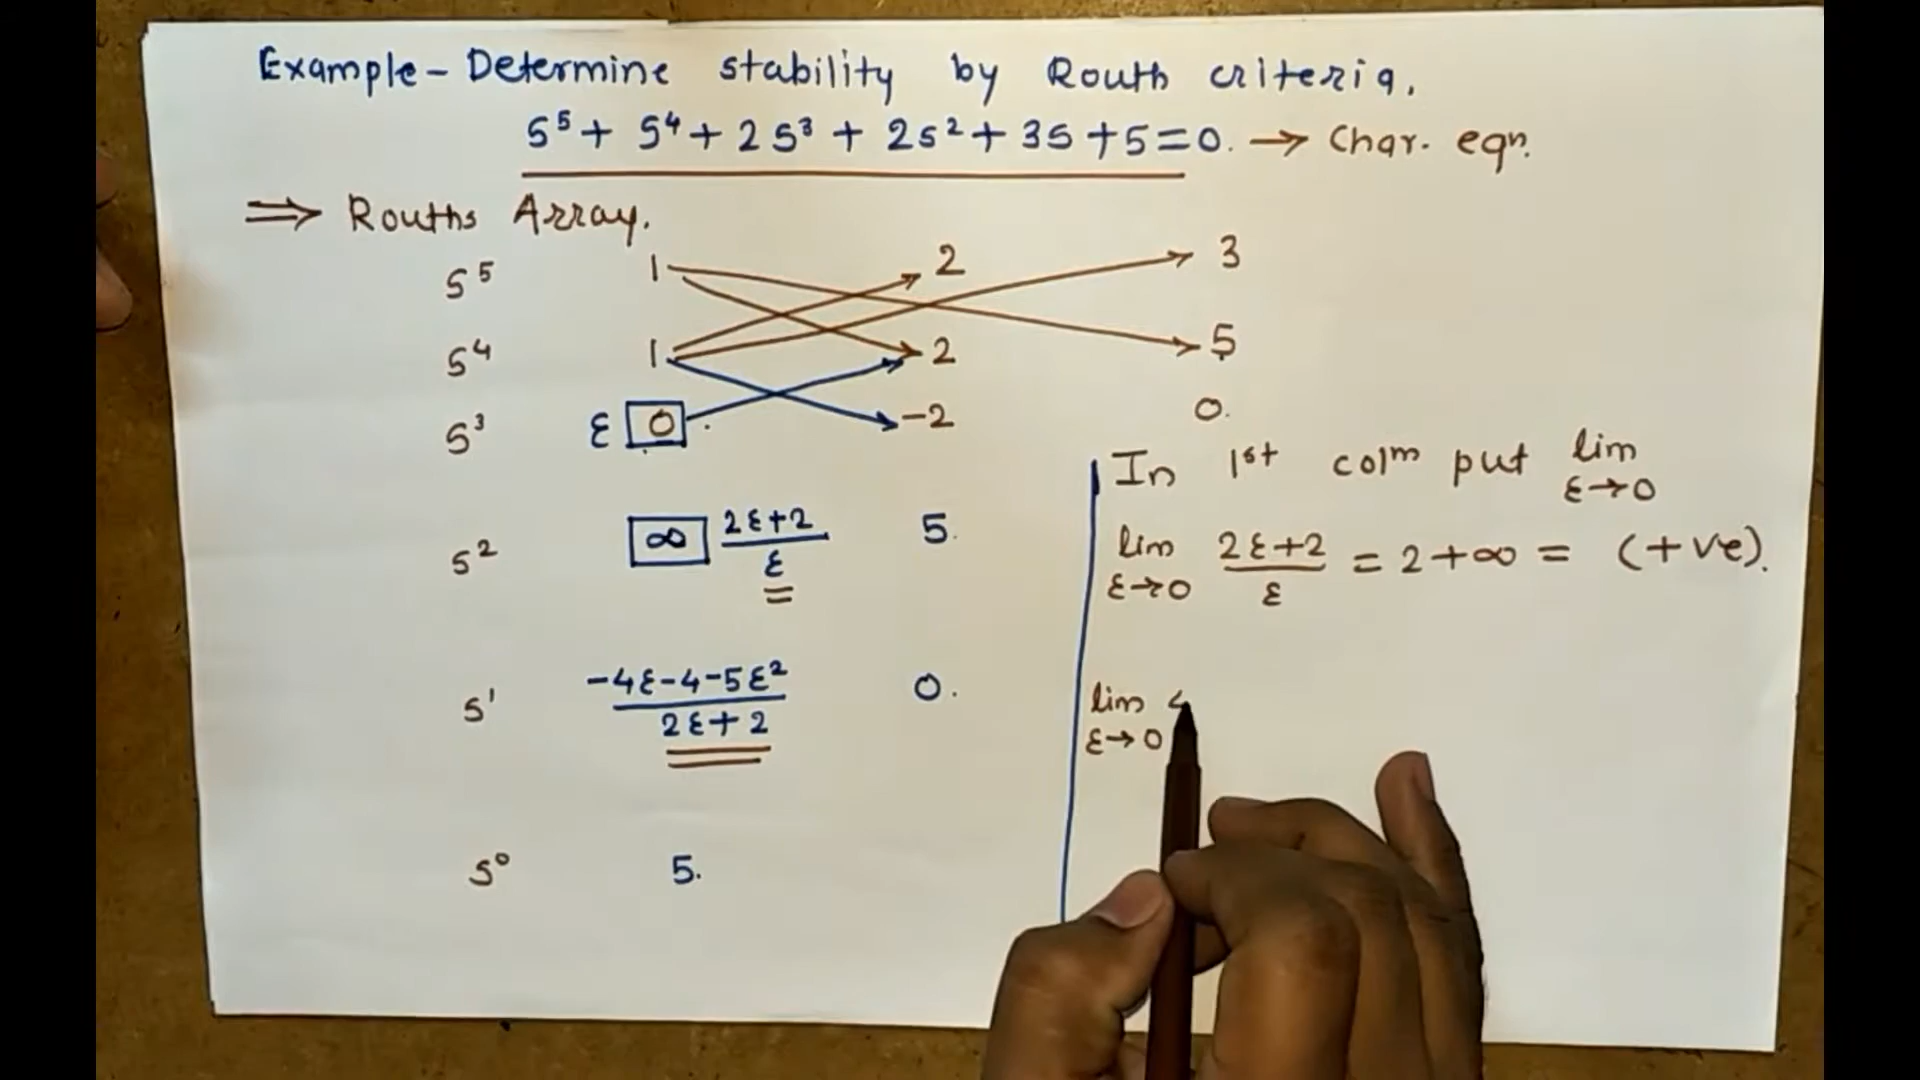 Example - Determine stability by Routh criteria.
S⁵ + S⁴ + 2S³ + 2S² + 3S + 5 = 0. → Char. eqn.
⇒ Rouths Array.
S⁵ 1 2 3
S⁴ 1 2 5
S³ ε 0 -2 0.
In 1st colm put lim ε→0
S² ∞ (2ε+2)/ε 5.
lim ε→0 (2ε+2)/ε = 2+∞ = (+ve).
S¹ (-4ε-4-5ε²)/(2ε+2) 0.
lim ε→0
S⁰ 5.